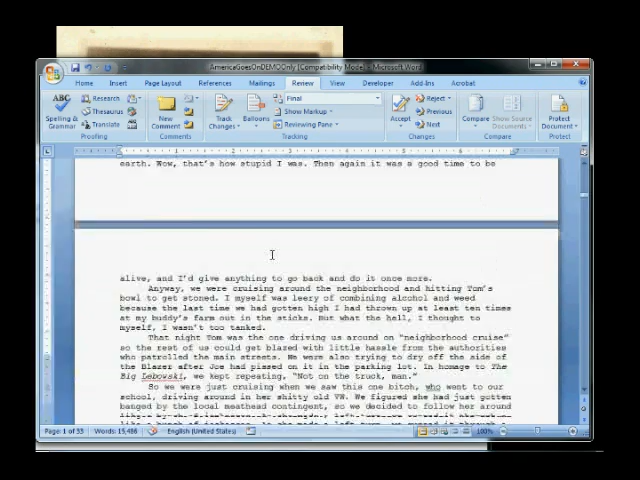 AmericaGoesOnDEMOOnly [Compatibility Mode] - Microsoft Word
Home Insert Page Layout References Mailings Review View Developer Add-Ins Acrobat
ABC Spelling & Grammar Research Thesaurus Translate Proofing
New Comment Comments
Track Changes Balloons Final Show Markup Reviewing Pane Tracking
Accept Reject Previous Next Changes
Compare Show Source Documents Compare
Protect Document Protect
earth. Wow, that's how stupid I was. Then again it was a good time to be
alive, and I'd give anything to go back and do it once more.
Anyway, we were cruising around the neighborhood and hitting Tom's
bowl to get stoned. I myself was leery of combining alcohol and weed
because the last time we had gotten high I had thrown up at least ten times
at my buddy's farm out in the sticks. But what the hell, I thought to
myself, I wasn't too tanked.
That night Tom was the one driving us around on "neighborhood cruise"
so the rest of us could get blazed with little hassle from the authorities
who patrolled the main streets. We were also trying to dry off the side of
the Blazer after Joe had pissed on it in the parking lot. In homage to The
Big Lebowski, we kept repeating, "Not on the truck, man."
So we were just cruising when we saw this one bitch, who went to our
school, driving around in her shitty old VW. We figured she had just gotten
banged by the local meathead contingent, so we decided to follow her around
Page: 1 of 33 Words: 15,486 English (United States) 100%